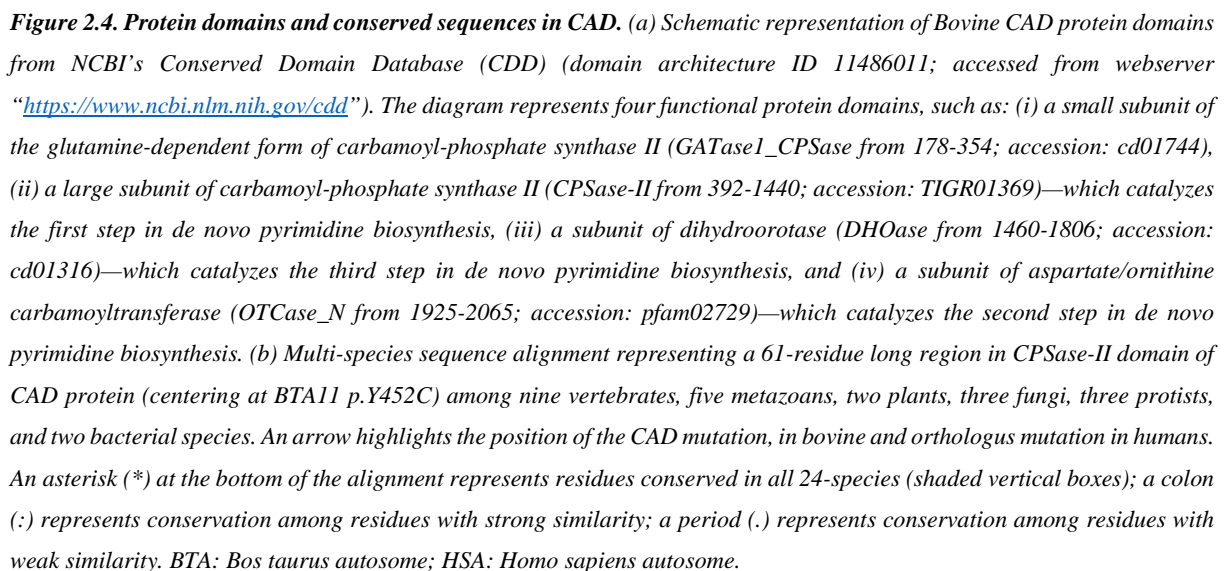 Figure 2.4. Protein domains and conserved sequences in CAD. (a) Schematic representation of Bovine CAD protein domains
from NCBI's Conserved Domain Database (CDD) (domain architecture ID 11486011; accessed from webserver
“https://www.ncbi.nlm.nih.gov/cdd”). The diagram represents four functional protein domains, such as: (i) a small subunit of
the glutamine-dependent form of carbamoyl-phosphate synthase II (GATase1_CPSase from 178-354; accession: cd01744),
(ii) a large subunit of carbamoyl-phosphate synthase II (CPSase-II from 392-1440; accession: TIGR01369)—which catalyzes
the first step in de novo pyrimidine biosynthesis, (iii) a subunit of dihydroorotase (DHOase from 1460-1806; accession:
cd01316)—which catalyzes the third step in de novo pyrimidine biosynthesis, and (iv) a subunit of aspartate/ornithine
carbamoyltransferase (OTCase_N from 1925-2065; accession: pfam02729)—which catalyzes the second step in de novo
pyrimidine biosynthesis. (b) Multi-species sequence alignment representing a 61-residue long region in CPSase-II domain of
CAD protein (centering at BTA11 p.Y452C) among nine vertebrates, five metazoans, two plants, three fungi, three protists,
and two bacterial species. An arrow highlights the position of the CAD mutation, in bovine and orthologus mutation in humans.
An asterisk (*) at the bottom of the alignment represents residues conserved in all 24-species (shaded vertical boxes); a colon
(:) represents conservation among residues with strong similarity; a period (.) represents conservation among residues with
weak similarity. BTA: Bos taurus autosome; HSA: Homo sapiens autosome.